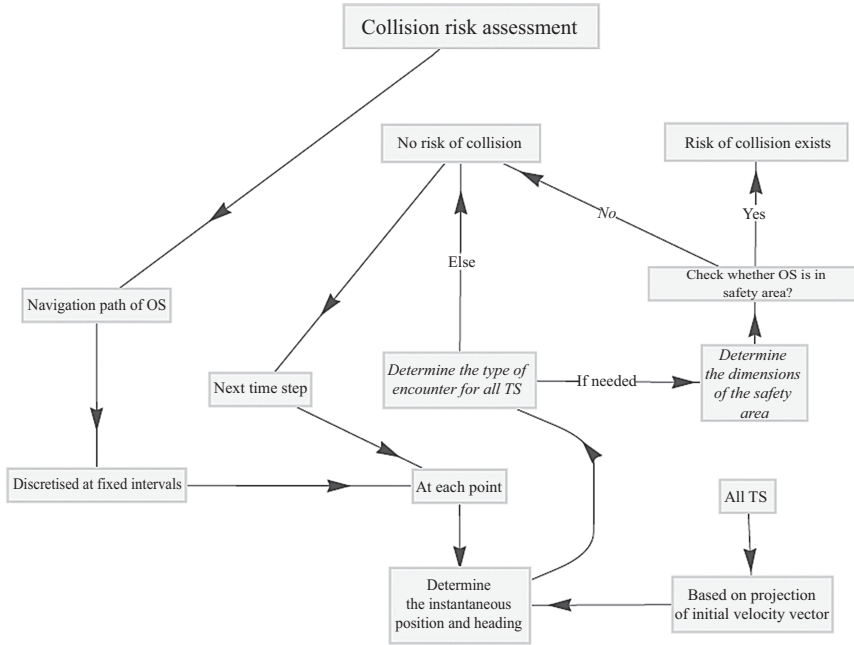 Collision risk assessment
No risk of collision
Risk of collision exists
No
Yes
Else
Check whether OS is in
safety area?
Navigation path of OS
Next time step
Determine the type of
encounter for all TS
If needed
Determine
the dimensions
of the safety
area
Discretised at fixed intervals
At each point
All TS
Determine
the instantaneous
position and heading
Based on projection
of initial velocity vector